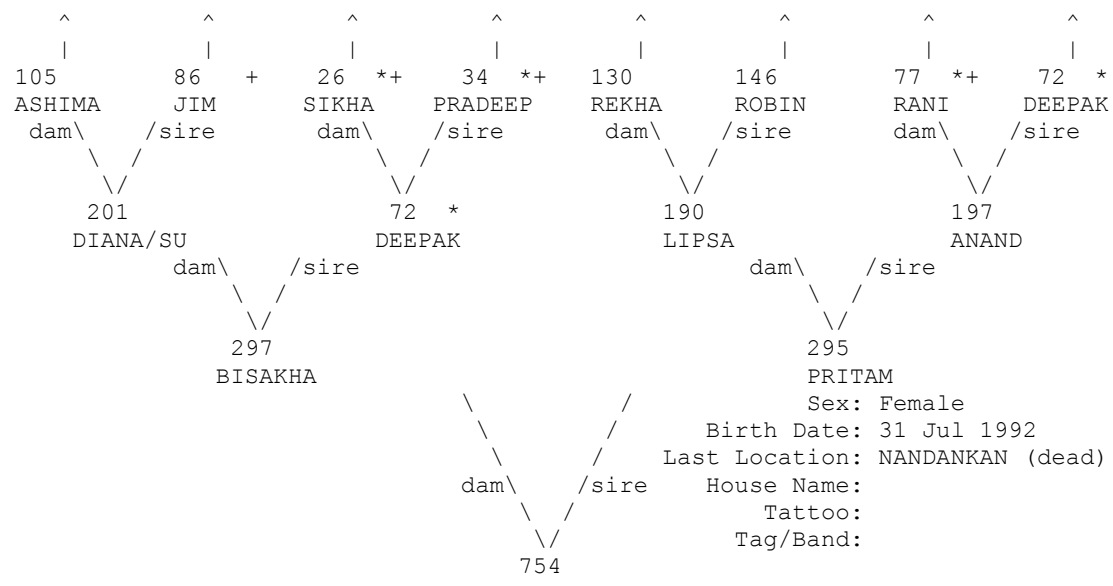 ^ ^ ^ ^ ^ ^ ^ ^
| | | | | | | |
105 86 + 26 *+ 34 *+ 130 146 77 *+ 72 *
ASHIMA JIM SIKHA PRADEEP REKHA ROBIN RANI DEEPAK
dam\ /sire dam\ /sire dam\ /sire dam\ /sire
\ / \ / \ / \ /
\/ \/ \/ \/
201 72 * 190 197
DIANA/SU DEEPAK LIPSA ANAND
dam\ /sire dam\ /sire
\ / \ /
\/ \/
297 295
BISAKHA PRITAM
\ / Sex: Female
\ / Birth Date: 31 Jul 1992
\ / Last Location: NANDANKAN (dead)
dam\ /sire House Name:
\ / Tattoo:
\/ Tag/Band:
754